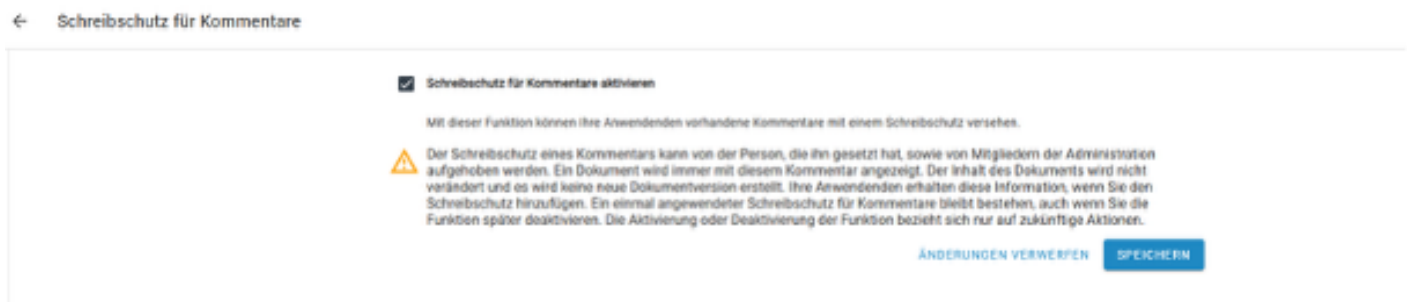 Schreibschutz für Kommentare
Schreibschutz für Kommentare aktivieren
Mit dieser Funktion können Ihre Anwendenden vorhandene Kommentare mit einem Schreibschutz versehen.
Der Schreibschutz eines Kommentars kann von der Person, die ihn gesetzt hat, sowie von Mitgliedern der Administration
aufgehoben werden. Ein Dokument wird immer mit diesem Kommentar angezeigt. Der Inhalt des Dokuments wird nicht
verändert und es wird keine neue Dokumentversion erstellt. Ihre Anwendenden erhalten diese Information, wenn Sie den
Schreibschutz hinzufügen. Ein einmal angewendeter Schreibschutz für Kommentare bleibt bestehen, auch wenn Sie die
Funktion später deaktivieren. Die Aktivierung oder Deaktivierung der Funktion bezieht sich nur auf zukünftige Aktionen.
ÄNDERUNGEN VERWERFEN SPEICHERN